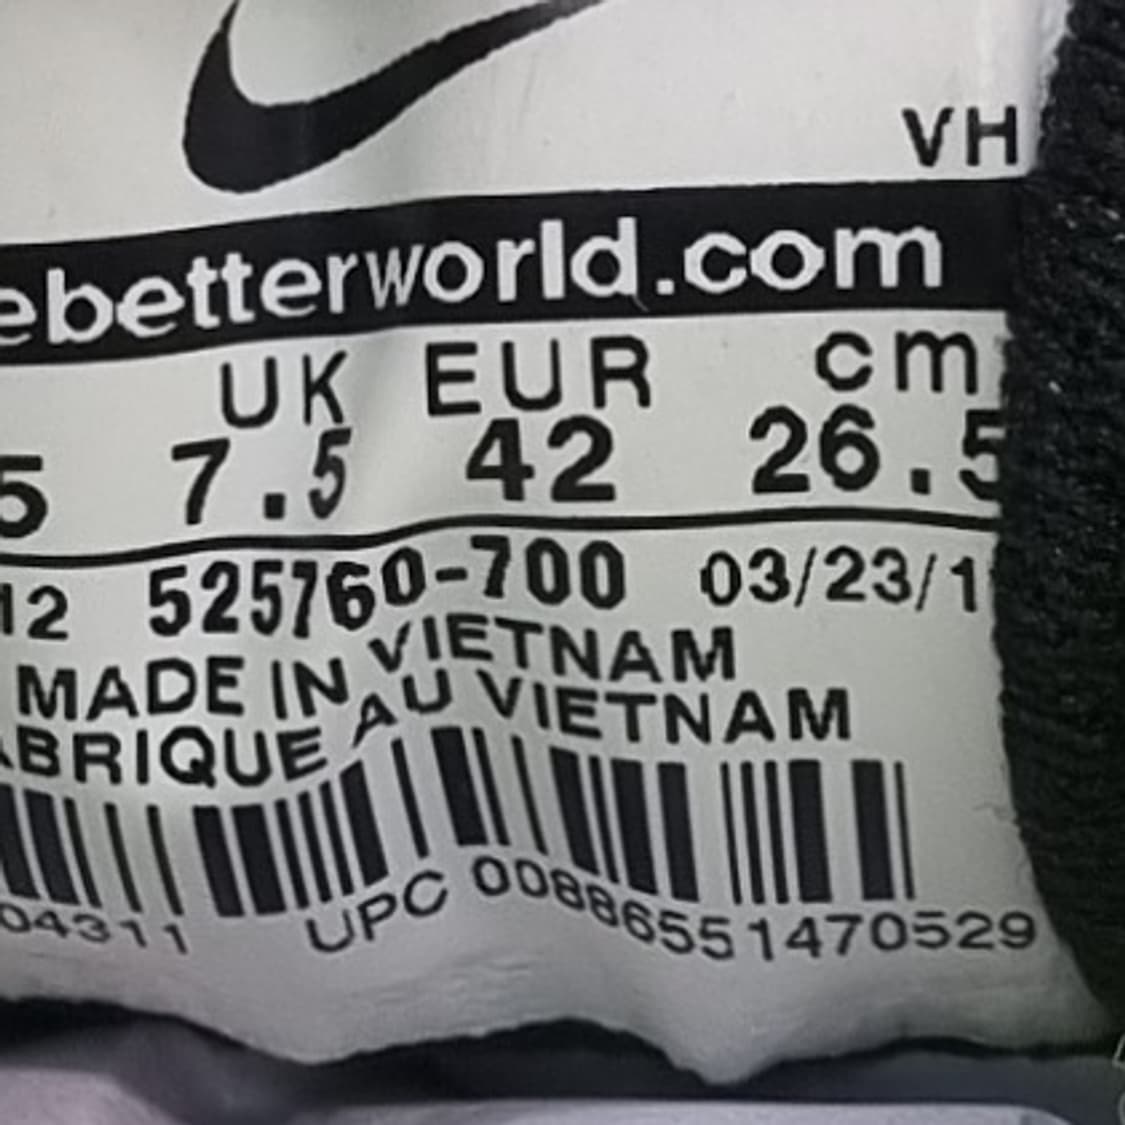 VH
ebetterworld.com
UK EUR cm
5 7.5 42 26.5
12 525760-700 03/23/1
MADE IN VIETNAM
ABRIQUE AU VIETNAM
04311 UPC 00886551470529